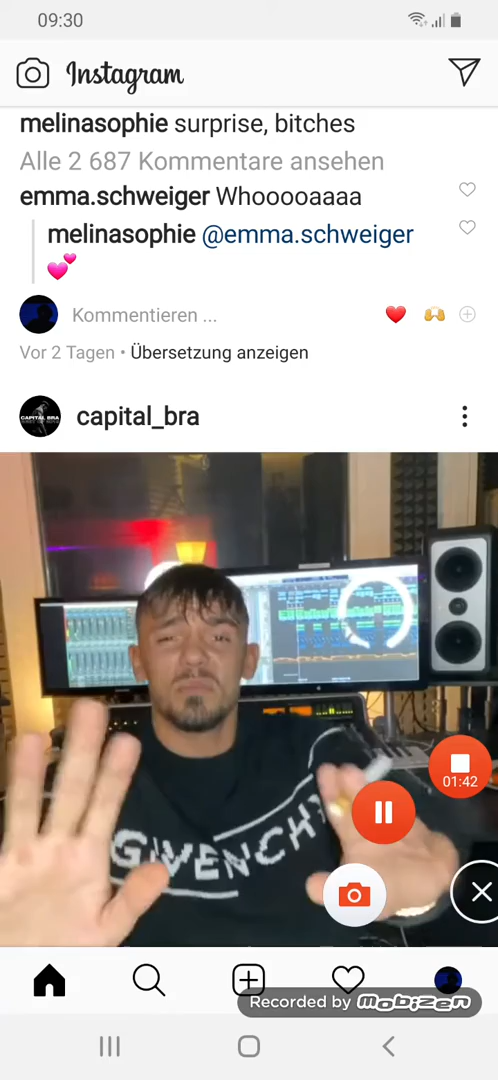 09:30
Instagram
melinasophie surprise, bitches
Alle 2 687 Kommentare ansehen
emma.schweiger Whooooaaaa
melinasophie @emma.schweiger
💕
Kommentieren ...
Vor 2 Tagen • Übersetzung anzeigen
CAPITAL BRA
capital_bra
GIVENCHY
01:42
Recorded by Mobizen